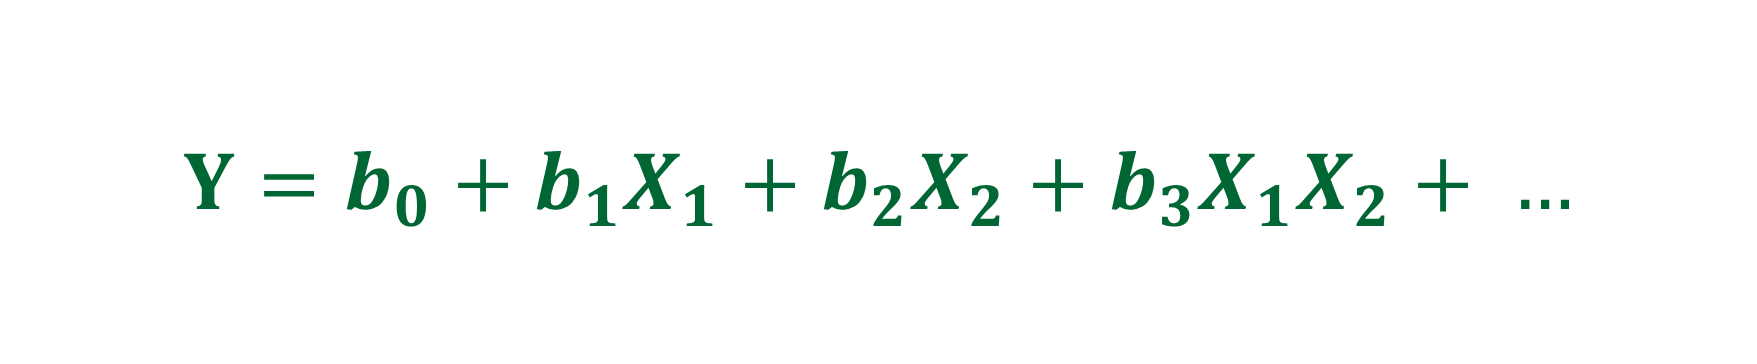 Y = b₀ + b₁X₁ + b₂X₂ + b₃X₁X₂ + ...